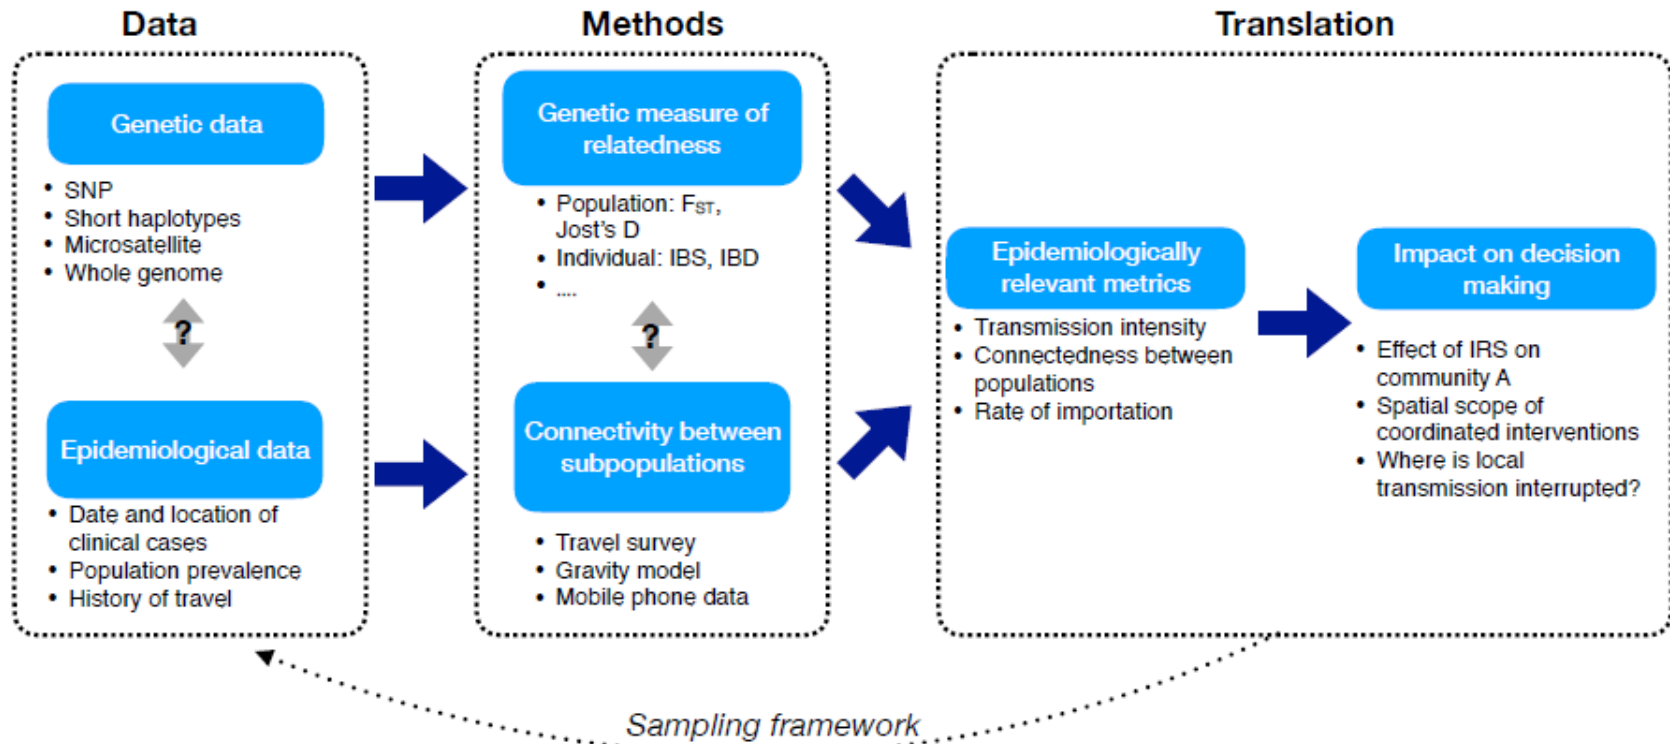 Data
Genetic data
• SNP
• Short haplotypes
• Microsatellite
• Whole genome
?
Epidemiological data
• Date and location of
clinical cases
• Population prevalence
• History of travel
Methods
Genetic measure of
relatedness
• Population: FST,
Jost's D
• Individual: IBS, IBD
• ....
?
Connectivity between
subpopulations
• Travel survey
• Gravity model
• Mobile phone data
Translation
Epidemiologically
relevant metrics
• Transmission intensity
• Connectedness between
populations
• Rate of importation
Impact on decision
making
• Effect of IRS on
community A
• Spatial scope of
coordinated interventions
• Where is local
transmission interrupted?
Sampling framework